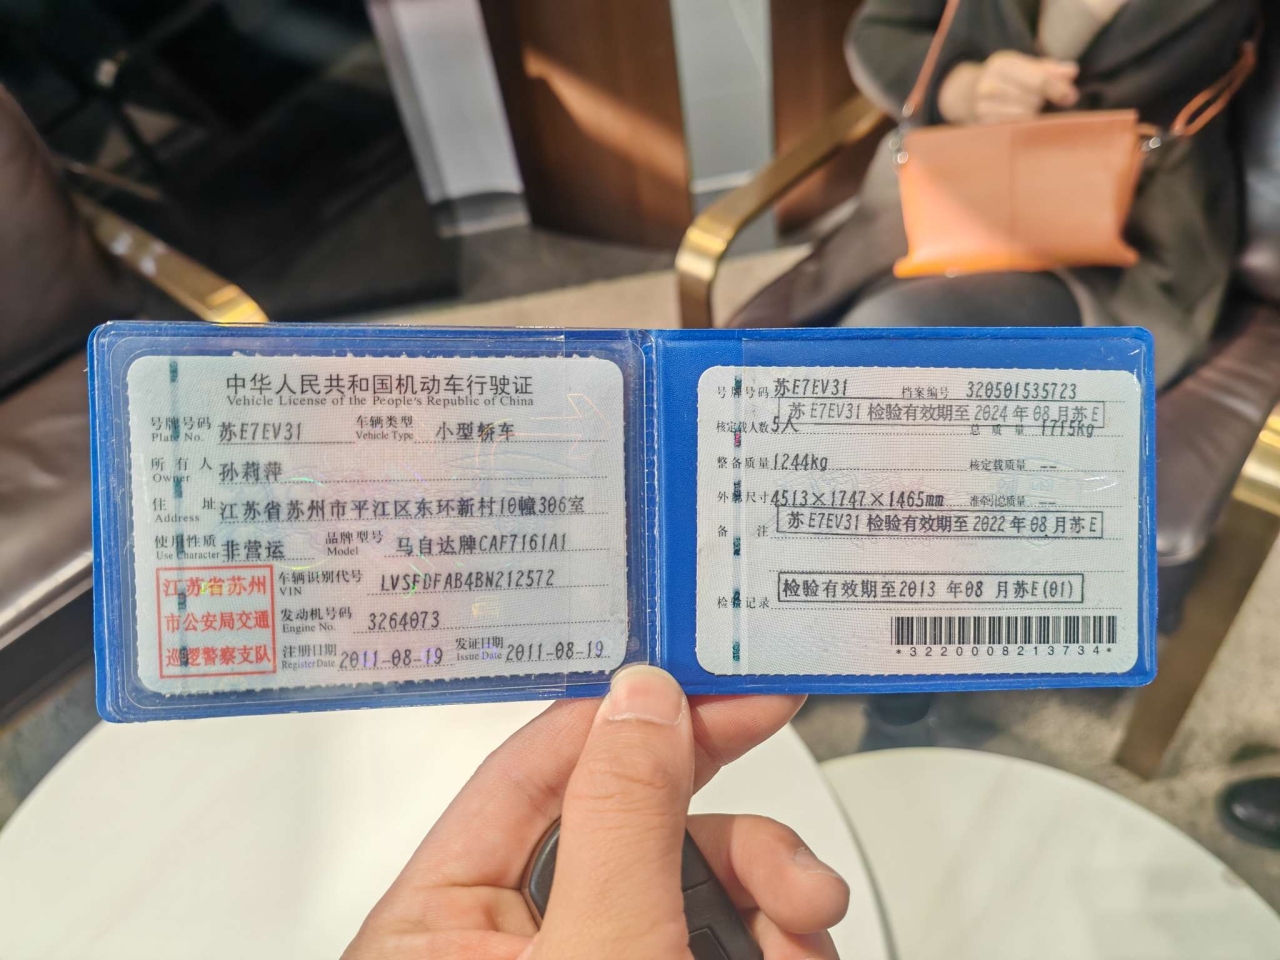 中华人民共和国机动车行驶证
Vehicle License of the People's Republic of China
号牌号码 苏E7EV31 车辆类型 小型轿车
Plate No. Vehicle Type
所有人 孙莉萍
Owner
住址 江苏省苏州市平江区东环新村10幢306室
Address
使用性质 非营运 品牌型号 马自达牌CAF7161A1
Use Character Model
江苏省苏州
市公安局交通
巡逻警察支队
车辆识别代号 LVSFDFAB4BN212572
VIN
发动机号码 3264073
Engine No.
注册日期 2011-08-19 发证日期 2011-08-19
Register Date Issue Date
号牌号码 苏E7EV31 档案编号 320501535723
苏E7EV31 检验有效期至2024年08月苏E
核定载人数 5人 总质量 1715kg
整备质量 1244kg 核定载质量 --
外廓尺寸 4513×1747×1465mm 准牵引总质量 --
苏E7EV31 检验有效期至2022年08月苏E
备注
检验有效期至2013 年08 月苏E(01)
检验记录
*3220008213734*